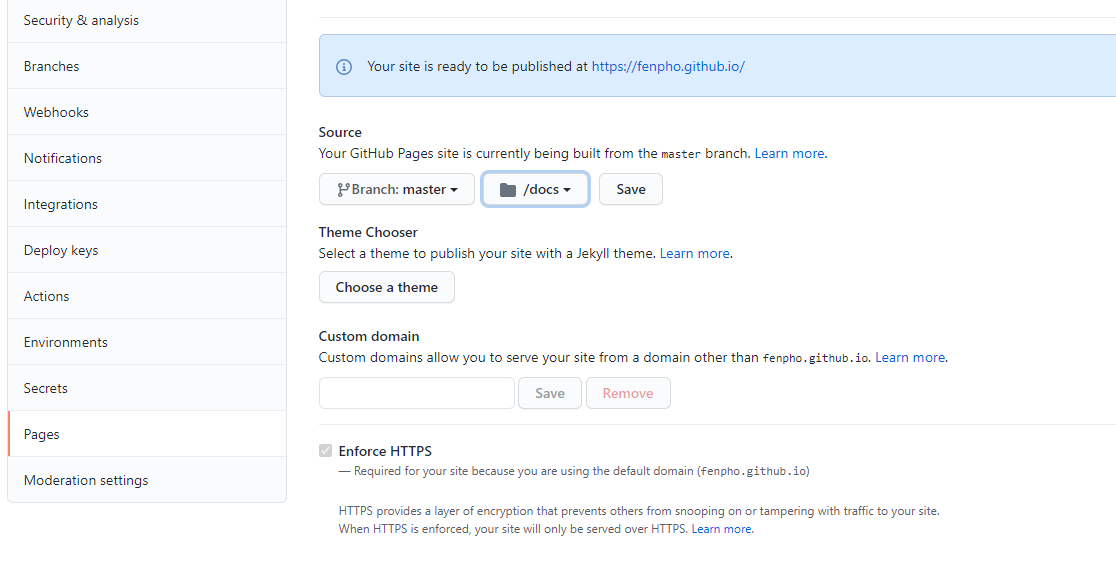 Security & analysis
Branches
Webhooks
Notifications
Integrations
Deploy keys
Actions
Environments
Secrets
Pages
Moderation settings
Your site is ready to be published at https://fenpho.github.io/
Source
Your GitHub Pages site is currently being built from the master branch. Learn more.
Branch: master /docs Save
Theme Chooser
Select a theme to publish your site with a Jekyll theme. Learn more.
Choose a theme
Custom domain
Custom domains allow you to serve your site from a domain other than fenpho.github.io. Learn more.
Save Remove
Enforce HTTPS
— Required for your site because you are using the default domain (fenpho.github.io)
HTTPS provides a layer of encryption that prevents others from snooping on or tampering with traffic to your site.
When HTTPS is enforced, your site will only be served over HTTPS. Learn more.